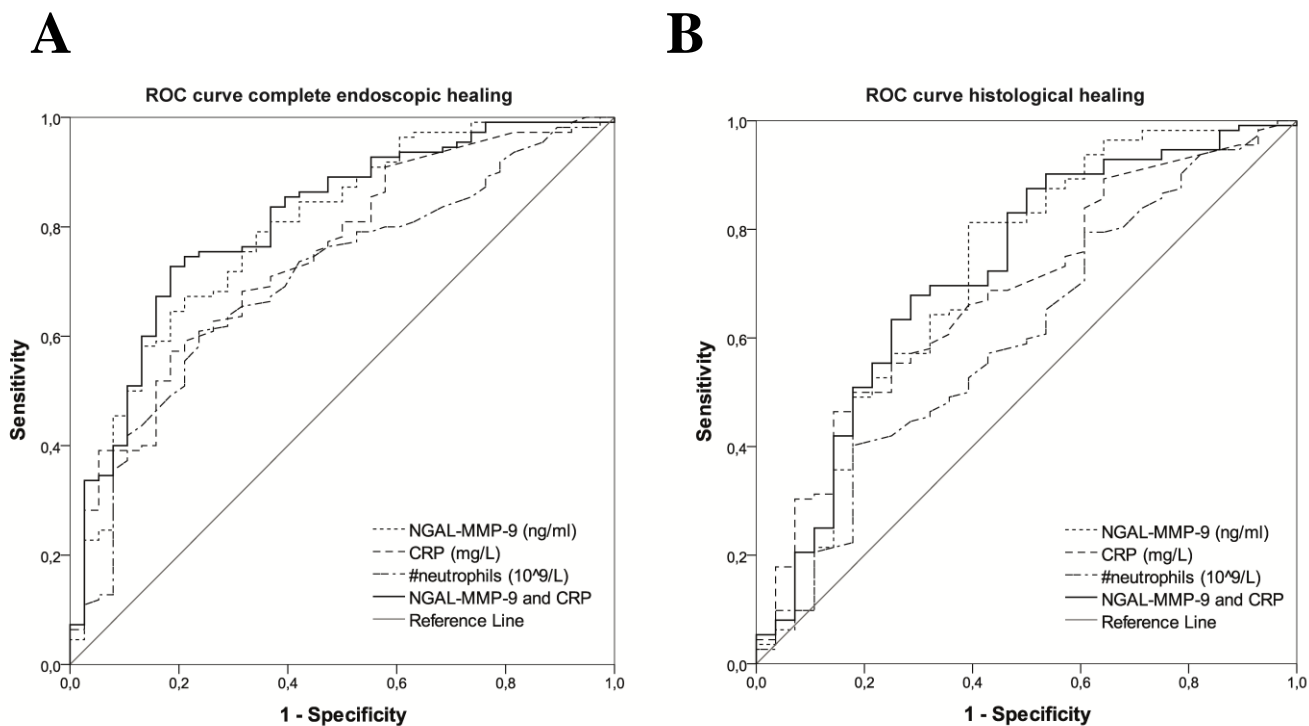 A
ROC curve complete endoscopic healing
1,0
0,8
0,6
0,4
0,2
0,0
Sensitivity
NGAL-MMP-9 (ng/ml)
CRP (mg/L)
#neutrophils (10^9/L)
NGAL-MMP-9 and CRP
Reference Line
0,0 0,2 0,4 0,6 0,8 1,0
1 - Specificity
B
ROC curve histological healing
1,0
0,8
0,6
0,4
0,2
0,0
Sensitivity
NGAL-MMP-9 (ng/ml)
CRP (mg/L)
#neutrophils (10^9/L)
NGAL-MMP-9 and CRP
Reference Line
0,0 0,2 0,4 0,6 0,8 1,0
1 - Specificity